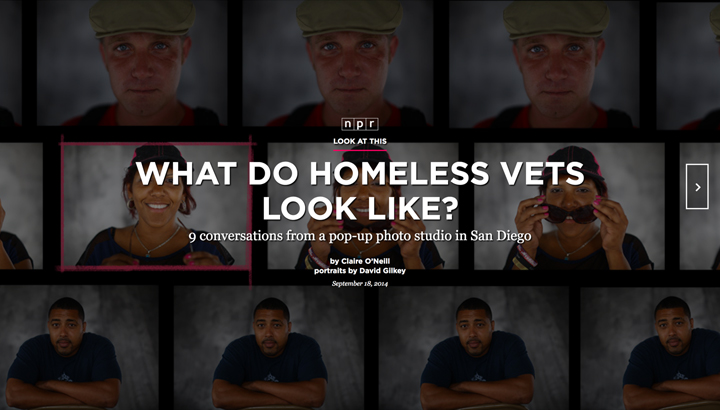 npr
LOOK AT THIS
WHAT DO HOMELESS VETS
LOOK LIKE?
9 conversations from a pop-up photo studio in San Diego
by Claire O'Neill
portraits by David Gilkey
September 18, 2014